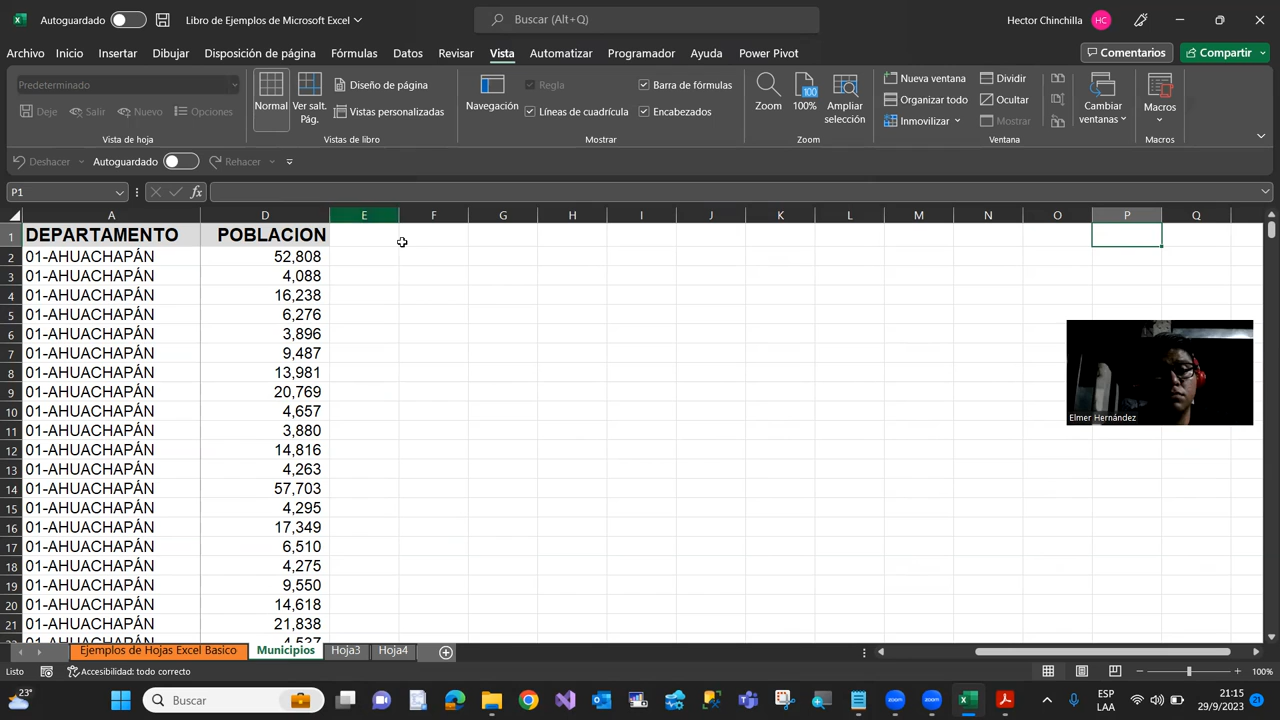 Autoguardado
Libro de Ejemplos de Microsoft Excel
Buscar (Alt+Q)
Hector Chinchilla HC
Archivo Inicio Insertar Dibujar Disposición de página Fórmulas Datos Revisar Vista Automatizar Programador Ayuda Power Pivot
Comentarios Compartir
Predeterminado
Deje Salir Nuevo Opciones
Vista de hoja
Normal
Ver salt. Pág.
Diseño de página
Vistas personalizadas
Vistas de libro
Navegación
Regla
Barra de fórmulas
Líneas de cuadrícula
Encabezados
Mostrar
Zoom
100
100%
Ampliar selección
Zoom
Nueva ventana
Organizar todo
Inmovilizar
Dividir
Ocultar
Mostrar
Cambiar ventanas
Ventana
Macros
Macros
Deshacer Autoguardado Rehacer
P1
fx
A D E F G H I J K L M N O P Q
1 DEPARTAMENTO POBLACION
2 01-AHUACHAPÁN 52,808
3 01-AHUACHAPÁN 4,088
4 01-AHUACHAPÁN 16,238
5 01-AHUACHAPÁN 6,276
6 01-AHUACHAPÁN 3,896
7 01-AHUACHAPÁN 9,487
8 01-AHUACHAPÁN 13,981
9 01-AHUACHAPÁN 20,769
10 01-AHUACHAPÁN 4,657
11 01-AHUACHAPÁN 3,880
12 01-AHUACHAPÁN 14,816
13 01-AHUACHAPÁN 4,263
14 01-AHUACHAPÁN 57,703
15 01-AHUACHAPÁN 4,295
16 01-AHUACHAPÁN 17,349
17 01-AHUACHAPÁN 6,510
18 01-AHUACHAPÁN 4,275
19 01-AHUACHAPÁN 9,550
20 01-AHUACHAPÁN 14,618
21 01-AHUACHAPÁN 21,838
Elmer Hernández
Ejemplos de Hojas Excel Basico Municipios Hoja3 Hoja4
Listo
Accesibilidad: todo correcto
100%
23°
Buscar
ESP
LAA
21:15
29/9/2023